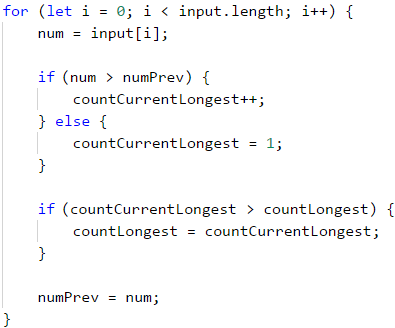 for (let i = 0; i < input.length; i++) {
    num = input[i];

    if (num > numPrev) {
        countCurrentLongest++;
    } else {
        countCurrentLongest = 1;
    }

    if (countCurrentLongest > countLongest) {
        countLongest = countCurrentLongest;
    }

    numPrev = num;
}